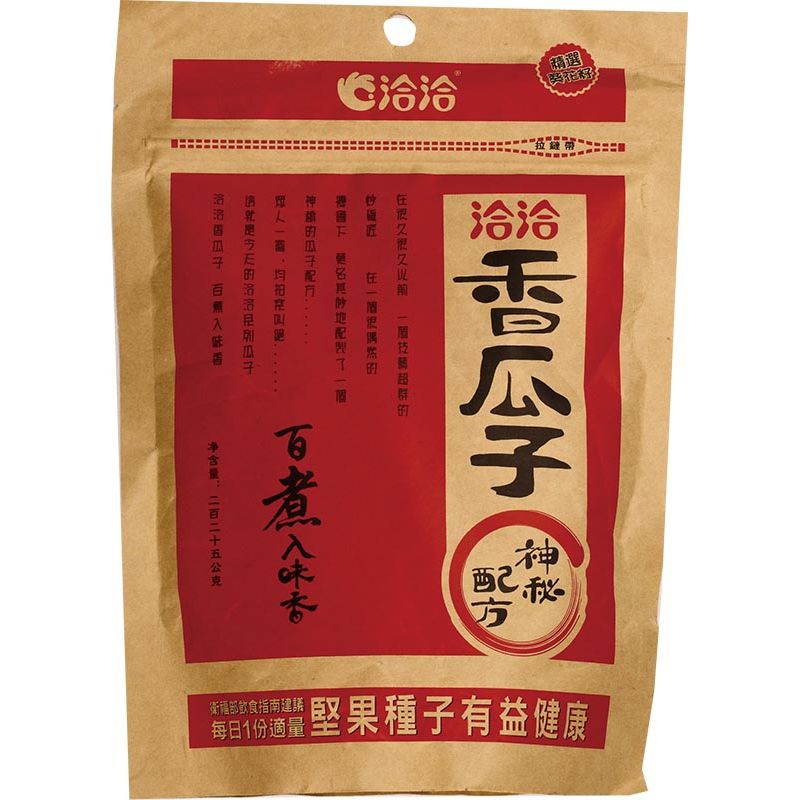 洽洽®
精選
葵花籽
拉鏈帶
洽洽
香瓜子
神秘
配方
在很久很久以前 一個技藝超群的
炒貨匠 在一個很偶然的
機會下 莫名其妙地配製了一個
神秘的瓜子配方......
眾人一嘗，均拍案叫絕......
這就是今天的洽洽系列瓜子
洽洽香瓜子 百煮入味香
百煮入味香
淨含量：二百二十五公克
衛福部飲食指南建議
每日1份適量
堅果種子有益健康